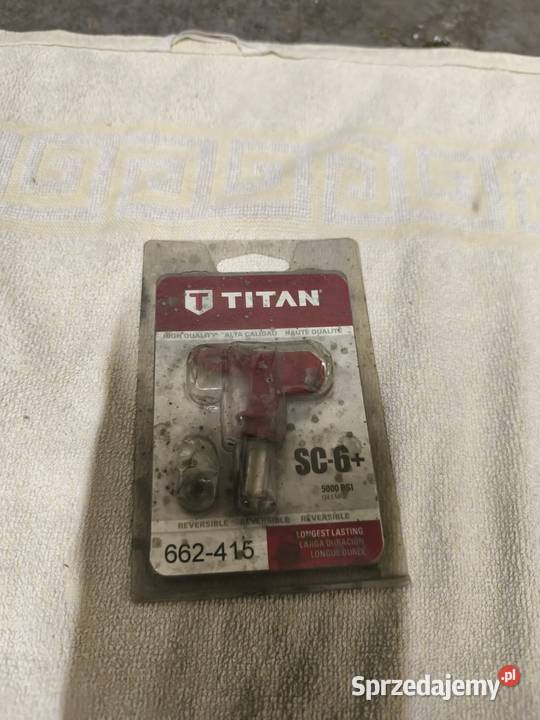 TITAN®
HIGH QUALITY ALTA CALIDAD HAUTE QUALITÉ
SC-6+
5000 PSI
REVERSIBLE REVERSIBLE REVERSIBLE
662-415
LONGEST LASTING
LARGA DURACIÓN
LONGUE DURÉE
Sprzedajemy.pl